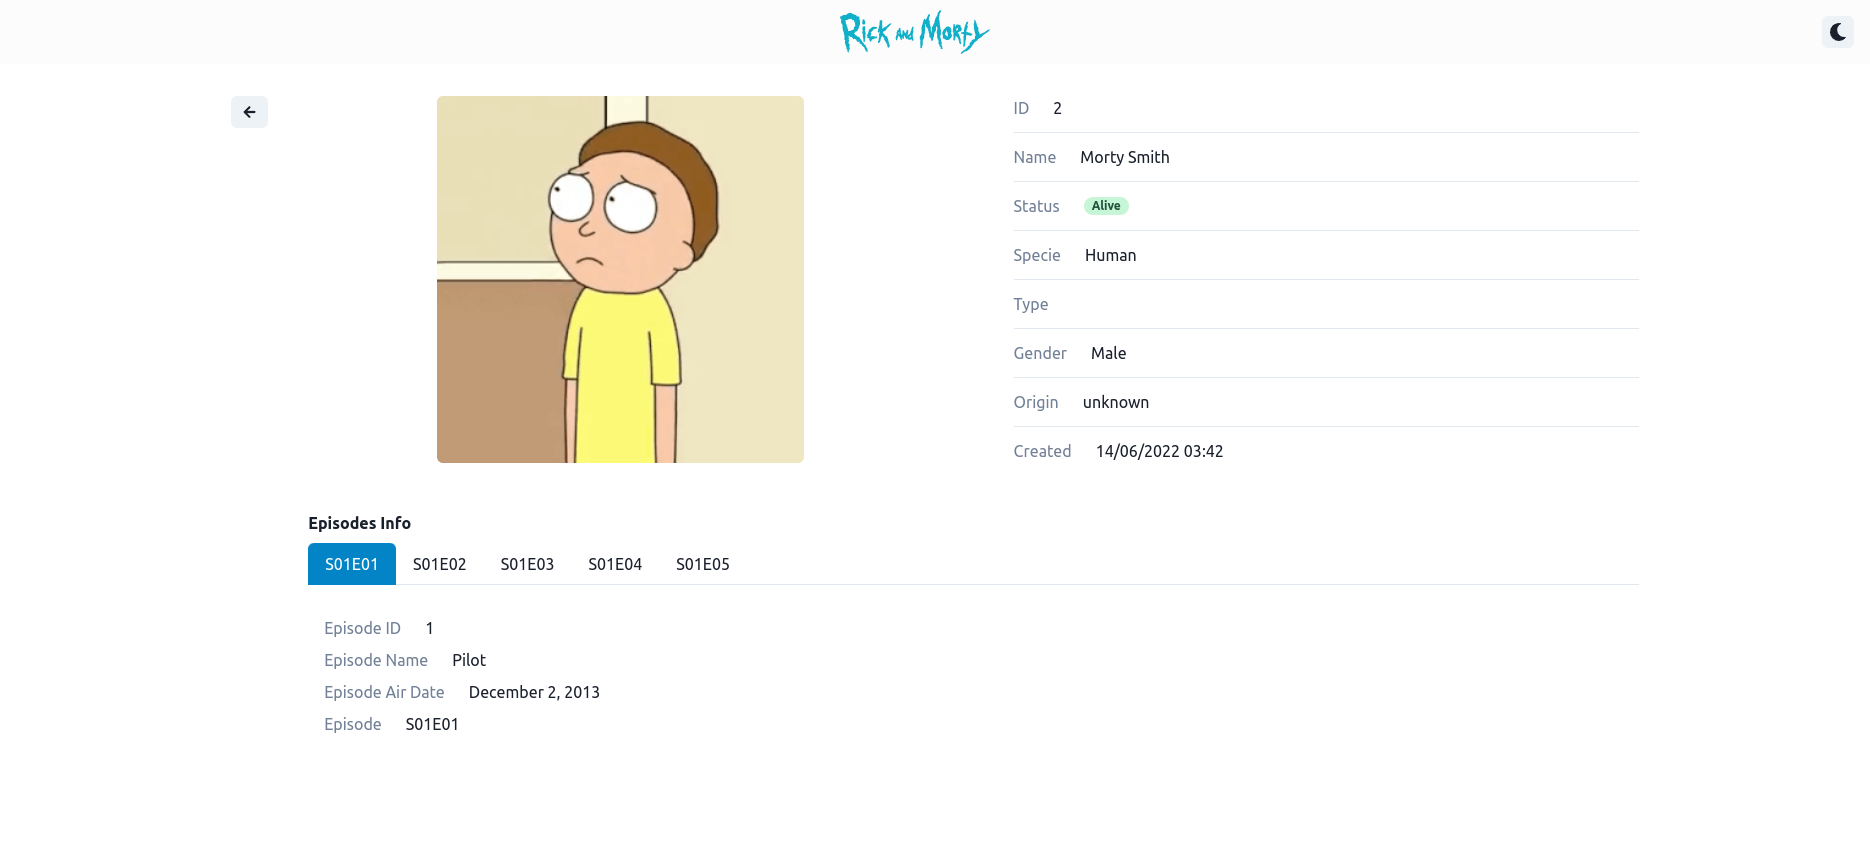 Rick and Morty
ID 2
Name Morty Smith
Status Alive
Specie Human
Type
Gender Male
Origin unknown
Created 14/06/2022 03:42
Episodes Info
S01E01 S01E02 S01E03 S01E04 S01E05
Episode ID 1
Episode Name Pilot
Episode Air Date December 2, 2013
Episode S01E01